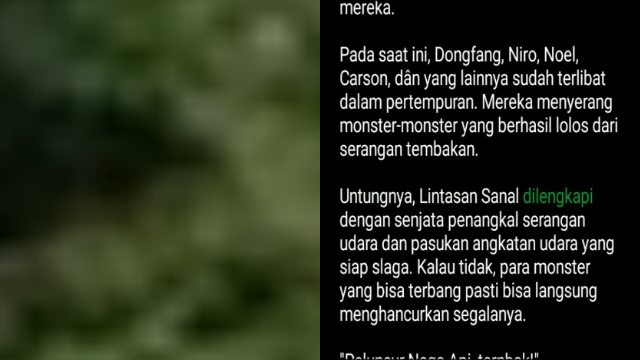 mereka.
Pada saat ini, Dongfang, Niro, Noel,
Carson, dân yang lainnya sudah terlibat
dalam pertempuran. Mereka menyerang
monster-monster yang berhasil lolos dari
serangan tembakan.
Untungnya, Lintasan Sanal dilengkapi
dengan senjata penangkal serangan
udara dan pasukan angkatan udara yang
siap slaga. Kalau tidak, para monster
yang bisa terbang pasti bisa langsung
menghancurkan segalanya.